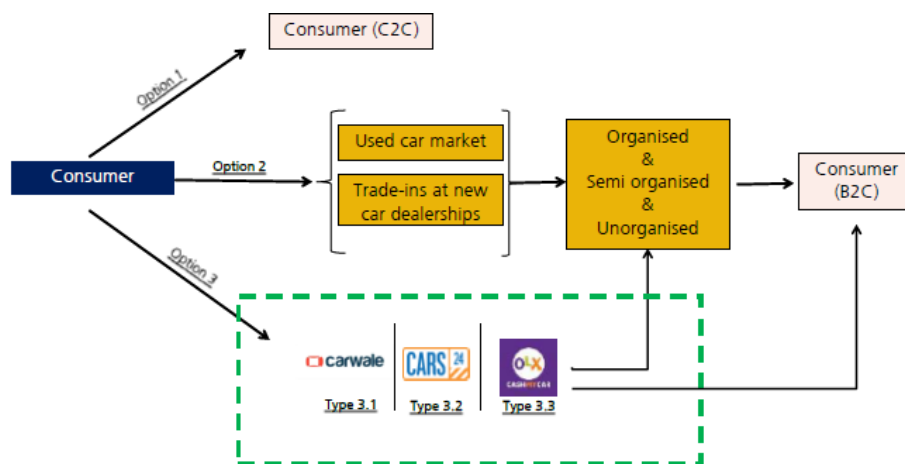 Consumer (C2C)
Option 1
Used car market
Organised
&
Semi organised
&
Unorganised
Consumer
Option 2
Trade-ins at new
car dealerships
Consumer
(B2C)
Option 3
carwale
CARS 24
OLX
CASHMYCAR
Type 3.1
Type 3.2
Type 3.3